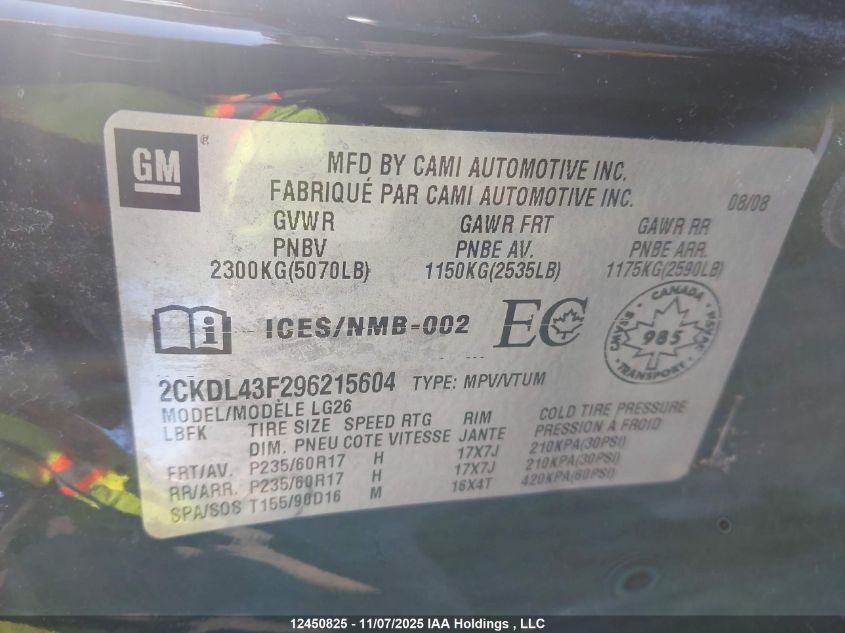 GM
®
MFD BY CAMI AUTOMOTIVE INC.
FABRIQUÉ PAR CAMI AUTOMOTIVE INC.
08/08
GVWR GAWR FRT GAWR RR
PNBV PNBE AV. PNBE ARR.
2300KG(5070LB) 1150KG(2535LB) 1175KG(2590LB)
i ICES/NMB-002 EC
CANADA
985
TRANSPORT
2CKDL43F296215604 TYPE: MPV/VTUM
MODEL/MODÈLE LG26
LBFK TIRE SIZE SPEED RTG RIM COLD TIRE PRESSURE
DIM. PNEU COTE VITESSE JANTE PRESSION À FROID
FRT/AV. P235/60R17 H 17X7J 210KPA(30PSI)
RR/ARR. P235/60R17 H 17X7J 210KPA(30PSI)
SPA/SOS T155/90D16 M 16X4T 420KPA(60PSI)
12450825 - 11/07/2025 IAA Holdings , LLC